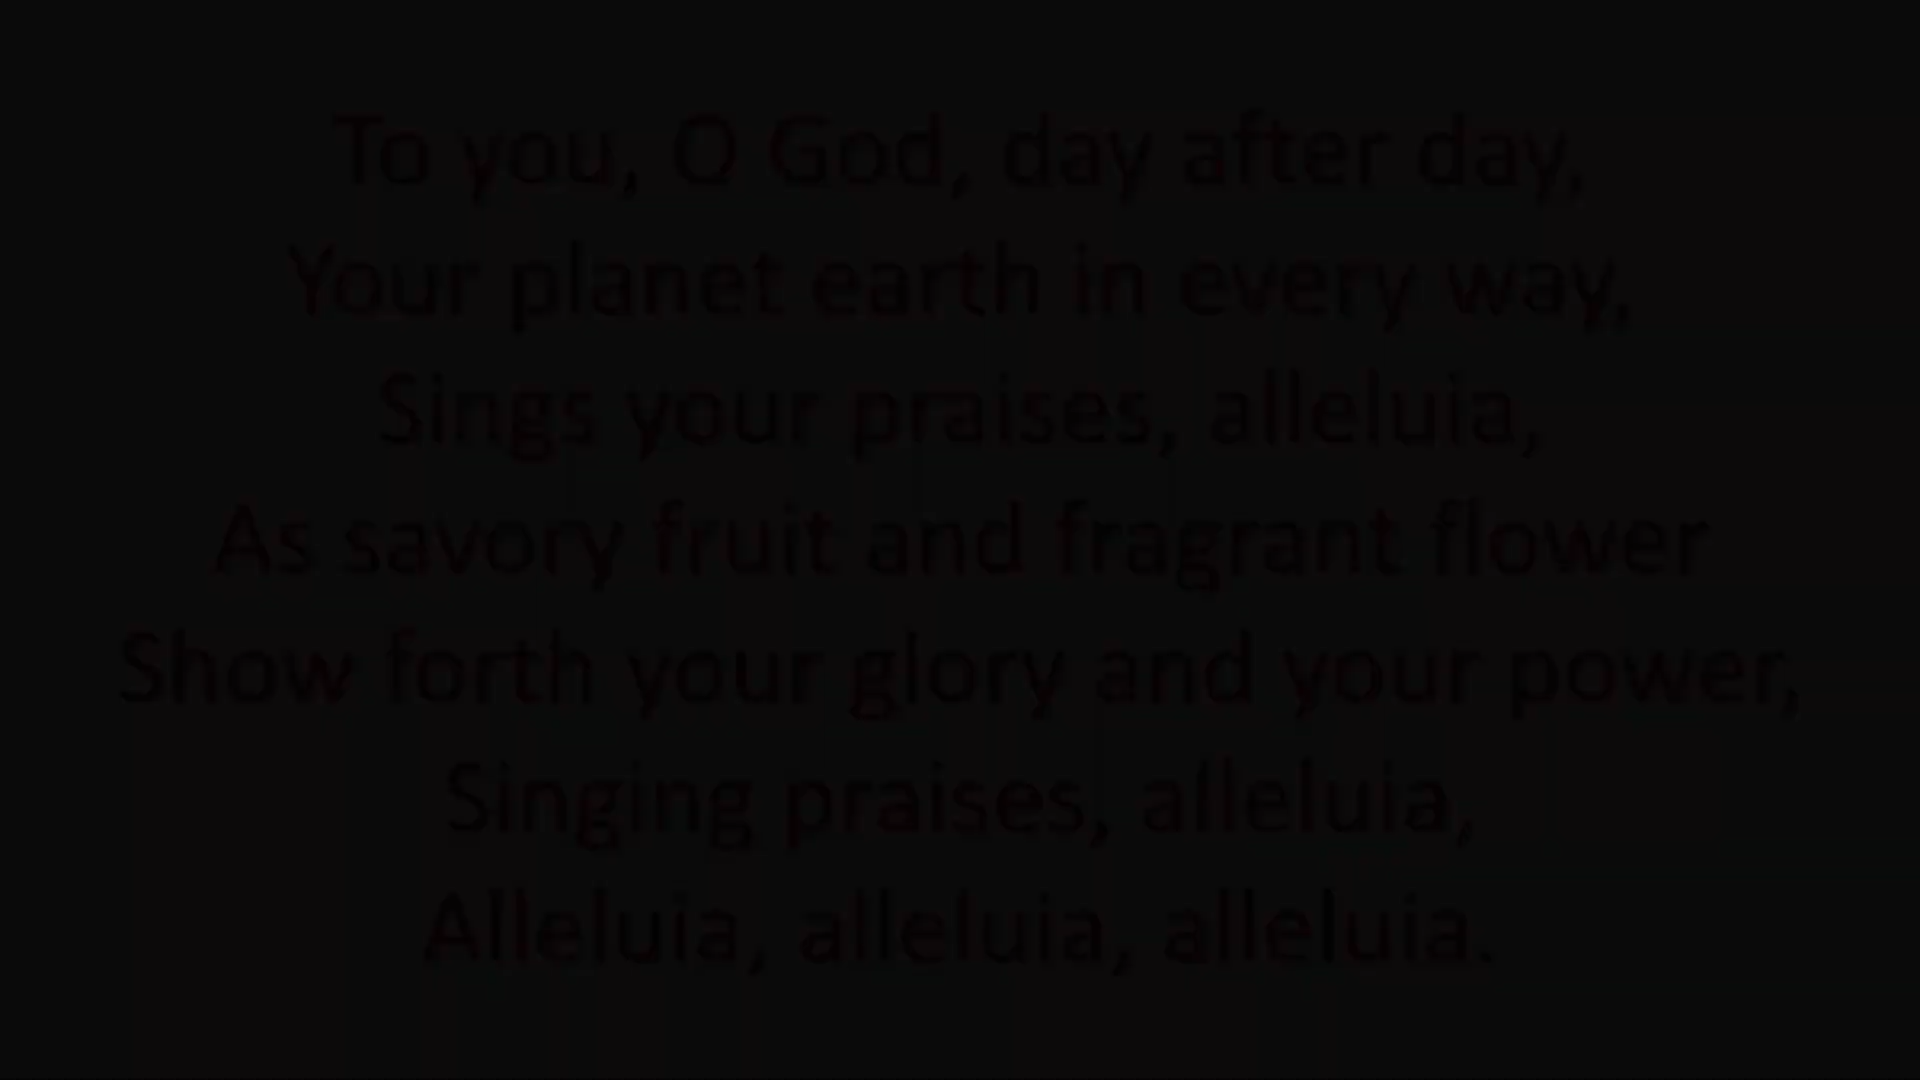 To you, O God, day after day,
Your planet earth in every way,
Sings your praises, alleluia,
As savory fruit and fragrant flower
Show forth your glory and your power,
Singing praises, alleluia,
Alleluia, alleluia, alleluia.